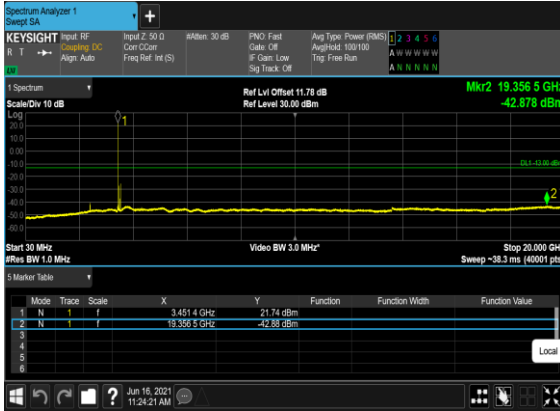 Spectrum Analyzer 1
Swept SA
+
KEYSIGHT Input: RF Input Z: 50 Ω #Atten: 30 dB PNO: Fast Avg Type: Power (RMS) 1 2 3 4 5 6
R T Coupling: DC Corr CCorr Gate: Off Avg|Hold: 100/100 A W W W W W
Align: Auto Freq Ref: Int (S) IF Gain: Low Trig: Free Run
Sig Track: Off A N N N N N
1 Spectrum Ref Lvl Offset 11.78 dB Mkr2 19.356 5 GHz
Scale/Div 10 dB Ref Level 30.00 dBm -42.878 dBm
Log
20.0
10.0
0.00
-10.0
-20.0
-30.0
-40.0
-50.0
-60.0
1
DL1 -13.00 dBm
2
Start 30 MHz Video BW 3.0 MHz* Stop 20.000 GHz
#Res BW 1.0 MHz Sweep ~38.3 ms (40001 pts)
5 Marker Table
Mode Trace Scale X Y Function Function Width Function Value
1 N 1 f 3.451 4 GHz 21.74 dBm
2 N 1 f 19.356 5 GHz -42.88 dBm
3
4
5
6
Local
? Jun 16, 2021
11:24:21 AM